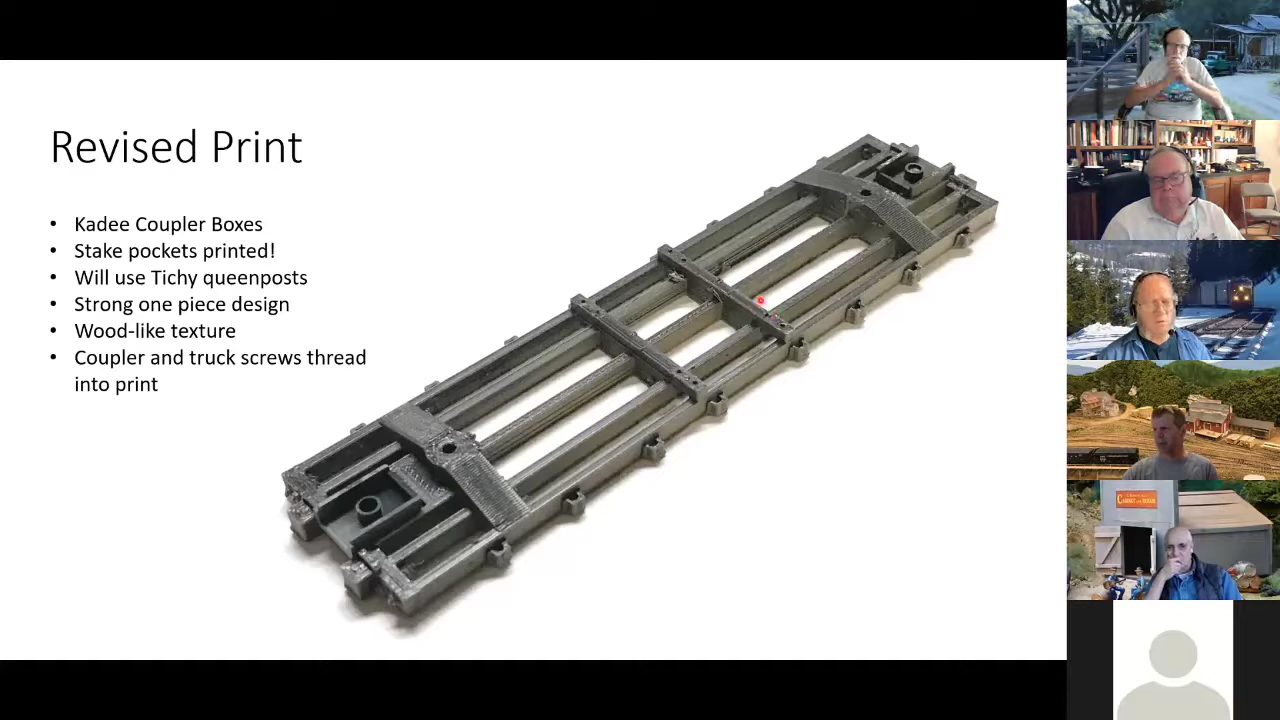 Revised Print
• Kadee Coupler Boxes
• Stake pockets printed!
• Will use Tichy queenposts
• Strong one piece design
• Wood-like texture
• Coupler and truck screws thread
into print